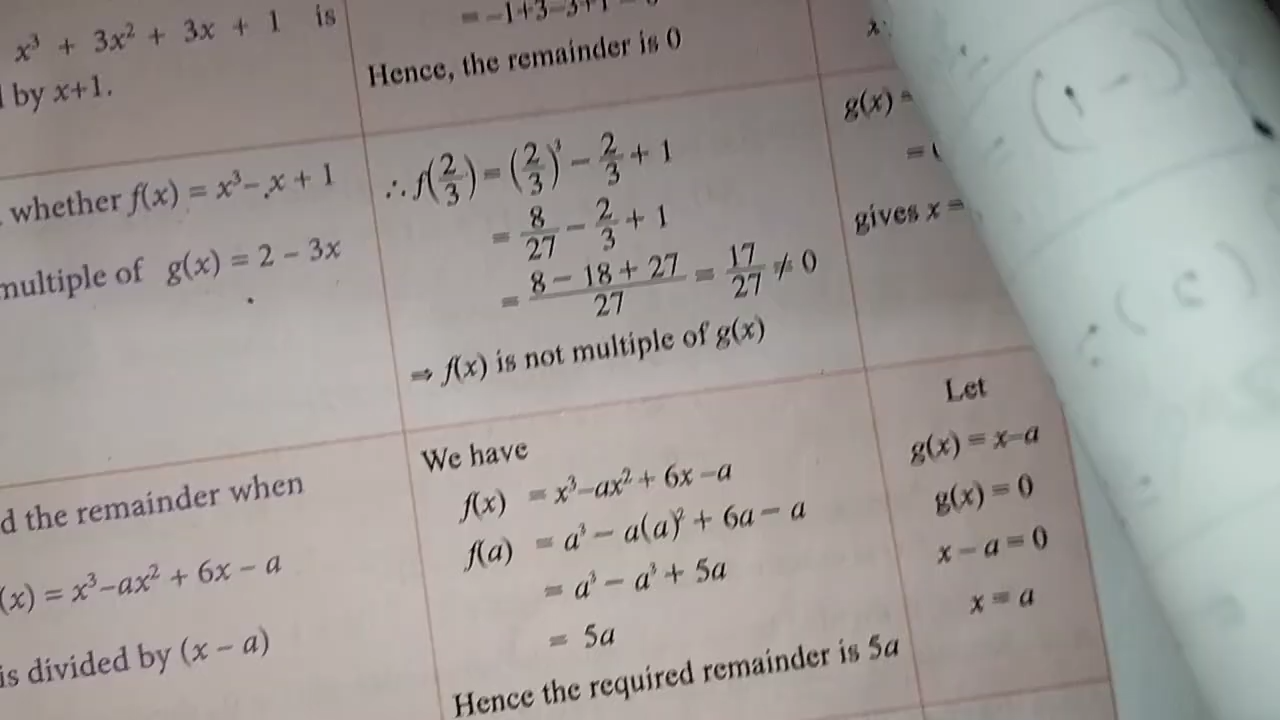 x³ + 3x² + 3x + 1 is
by x+1.
= –1+3–3+1
Hence, the remainder is 0
whether f(x) = x³– x + 1
multiple of g(x) = 2 – 3x
∴ f(2/3) = (2/3)³ – 2/3 + 1
= 8/27 – 2/3 + 1
= (8 – 18 + 27)/27 = 17/27 ≠ 0
⇒ f(x) is not multiple of g(x)
g(x) =
=
gives x =
d the remainder when
(x) = x³–ax² + 6x – a
is divided by (x – a)
We have
f(x) = x³–ax² + 6x –a
f(a) = a³ – a(a)² + 6a – a
= a³ – a³ + 5a
= 5a
Hence the required remainder is 5a
Let
g(x) = x–a
g(x) = 0
x – a = 0
x = a